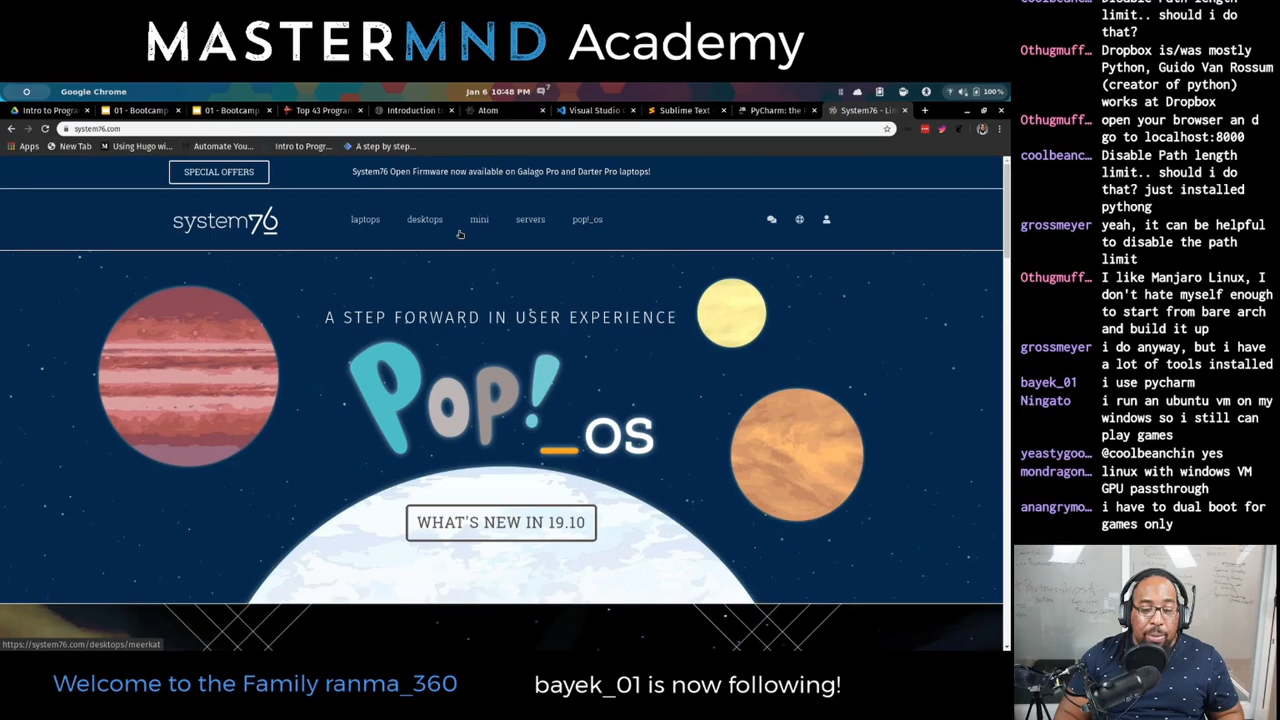 MASTERMND Academy
Google Chrome
Jan 6 10:48 PM
7
100%
Intro to Progra
01 - Bootcamp
01 - Bootcamp
Top 43 Progran
Introduction to
Atom
Visual Studio
Sublime Text
PyCharm: the
System76 - Lin
system76.com
Apps
New Tab
Using Hugo wi...
Automate You...
Intro to Progr...
A step by step...
SPECIAL OFFERS
System76 Open Firmware now available on Galago Pro and Darter Pro laptops!
system76
laptops
desktops
mini
servers
pop!_os
A STEP FORWARD IN USER EXPERIENCE
Pop!_OS
WHAT'S NEW IN 19.10
https://system76.com/desktops/meerkat
Welcome to the Family ranma_360
bayek_01 is now following!
limit.. should i do
that?
Othugmuff… Dropbox is/was mostly
Python, Guido Van Rossum
(creator of python)
works at Dropbox
Othugmuff… open your browser an d
go to localhost:8000
coolbeanc… Disable Path length
limit.. should i do
that? just installed
pythong
grossmeyer yeah, it can be helpful
to disable the path
limit
Othugmuff… I like Manjaro Linux, I
don't hate myself enough
to start from bare arch
and build it up
grossmeyer i do anyway, but i have
a lot of tools installed
bayek_01 i use pycharm
Ningato i run an ubuntu vm on my
windows so i still can
play games
yeastygoo… @coolbeanchin yes
mondragon… linux with windows VM
GPU passthrough
anangrymo… i have to dual boot for
games only